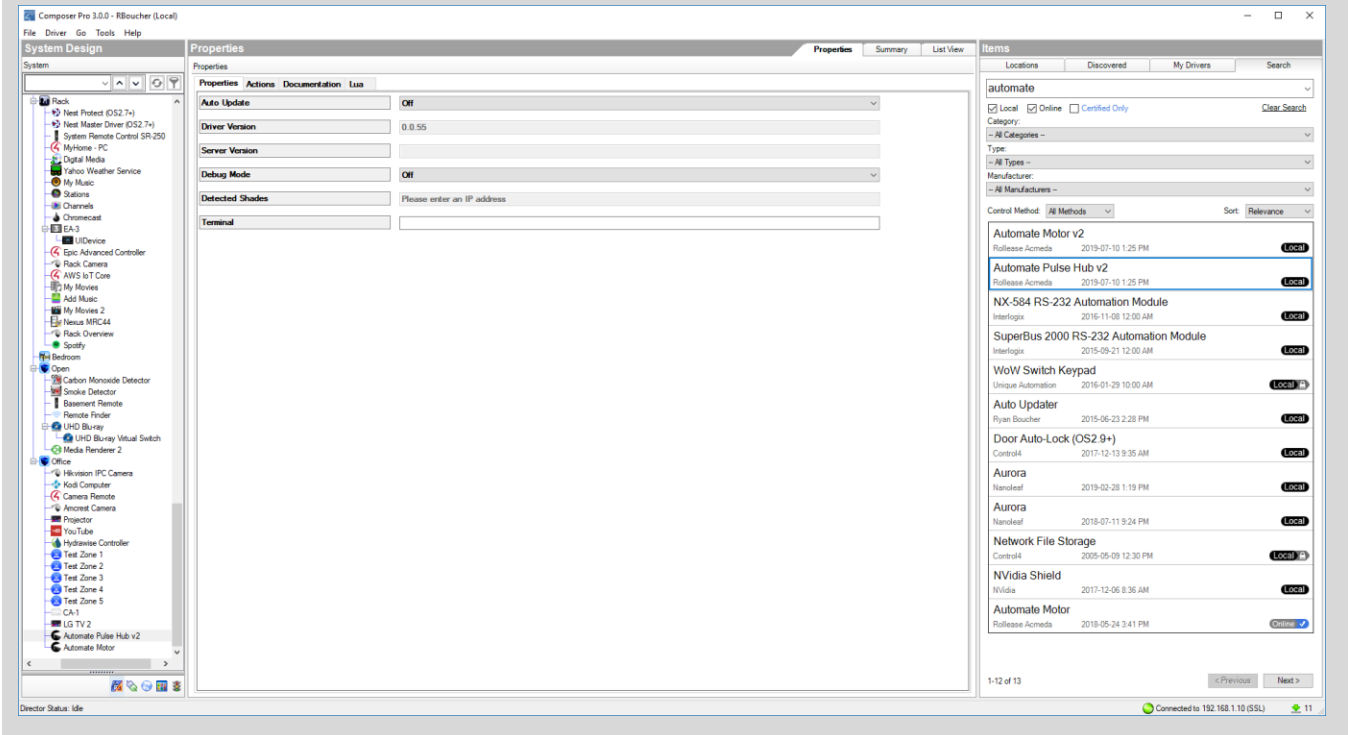 Composer Pro 3.0.0 - RBoucher (Local)
File Driver Go Tools Help
System Design
System
Rack
Nest Protect (OS2.7+)
Nest Master Driver (OS2.7+)
System Remote Control SR-250
MyHome - PC
Digital Media
Yahoo Weather Service
My Music
Stations
Channels
Chromecast
EA-3
UIDevice
Epic Advanced Controller
Rack Camera
AWS IoT Core
My Movies
Add Music
My Movies 2
Nexus MRC44
Rack Overview
Spotify
Bedroom
Open
Carbon Monoxide Detector
Smoke Detector
Basement Remote
Remote Finder
UHD Blu-ray
UHD Blu-ray Virtual Switch
Media Renderer 2
Office
Hikvision IPC Camera
Kodi Computer
Camera Remote
Amcrest Camera
Projector
YouTube
Hydrawise Controller
Test Zone 1
Test Zone 2
Test Zone 3
Test Zone 4
Test Zone 5
CA-1
LG TV 2
Automate Pulse Hub v2
Automate Motor
Director Status: Idle
Properties
Properties Summary List View
Properties
Properties Actions Documentation Lua
Auto Update Off
Driver Version 0.0.55
Server Version
Debug Mode Off
Detected Shades Please enter an IP address
Terminal
Items
Locations Discovered My Drivers Search
automate
Local Online Certified Only Clear Search
Category:
-- All Categories --
Type:
-- All Types --
Manufacturer:
-- All Manufacturers --
Control Method: All Methods Sort: Relevance
Automate Motor v2
Rollease Acmeda 2019-07-10 1:25 PM Local
Automate Pulse Hub v2
Rollease Acmeda 2019-07-10 1:25 PM Local
NX-584 RS-232 Automation Module
Interlogix 2016-11-08 12:00 AM Local
SuperBus 2000 RS-232 Automation Module
Interlogix 2015-09-21 12:00 AM Local
WoW Switch Keypad
Unique Automation 2016-01-29 10:00 AM Local
Auto Updater
Ryan Boucher 2015-06-23 2:28 PM Local
Door Auto-Lock (OS2.9+)
Control4 2017-12-13 9:35 AM Local
Aurora
Nanoleaf 2019-02-28 1:19 PM Local
Aurora
Nanoleaf 2018-07-11 9:24 PM Local
Network File Storage
Control4 2005-05-09 12:30 PM Local
NVidia Shield
NVidia 2017-12-06 8:36 AM Local
Automate Motor
Rollease Acmeda 2018-05-24 3:41 PM Online
1-12 of 13 < Previous Next >
Connected to 192.168.1.10 (SSL) 11